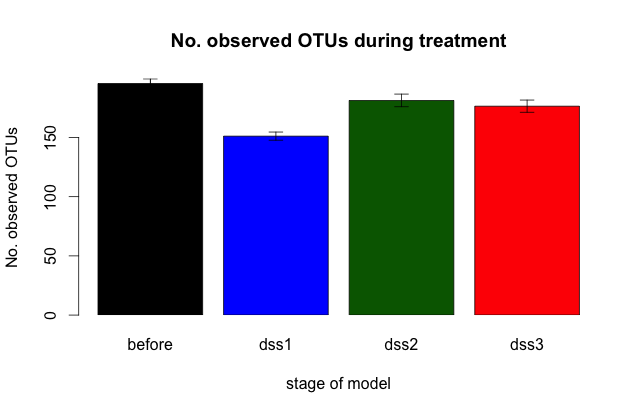 No. observed OTUs during treatment
No. observed OTUs
150
100
50
0
before dss1 dss2 dss3
stage of model